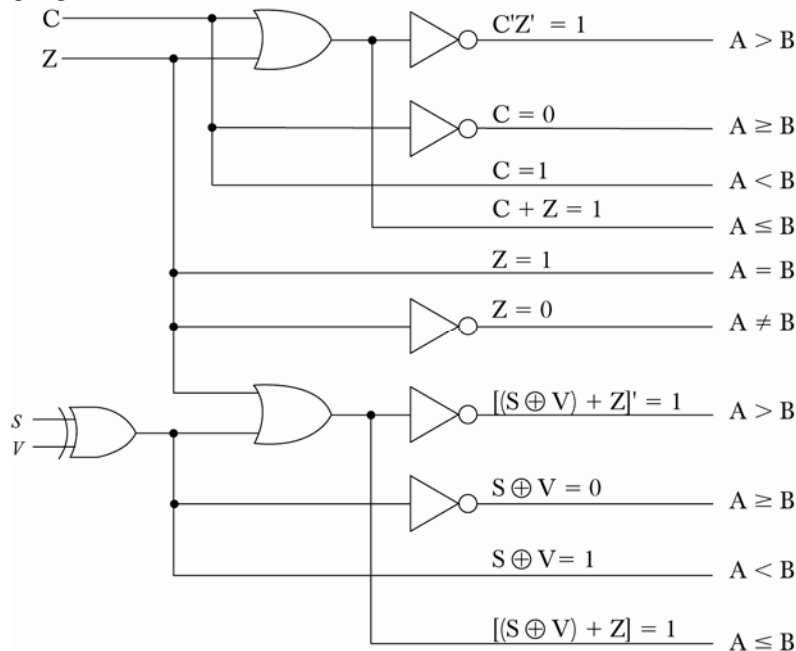 C
C'Z' = 1
A > B
Z
C = 0
A ≥ B
C =1
A < B
C + Z = 1
A ≤ B
Z = 1
A = B
Z = 0
A ≠ B
[(S ⊕ V) + Z]' = 1
A > B
S
V
S ⊕ V = 0
A ≥ B
S ⊕ V= 1
A < B
[(S ⊕ V) + Z] = 1
A ≤ B